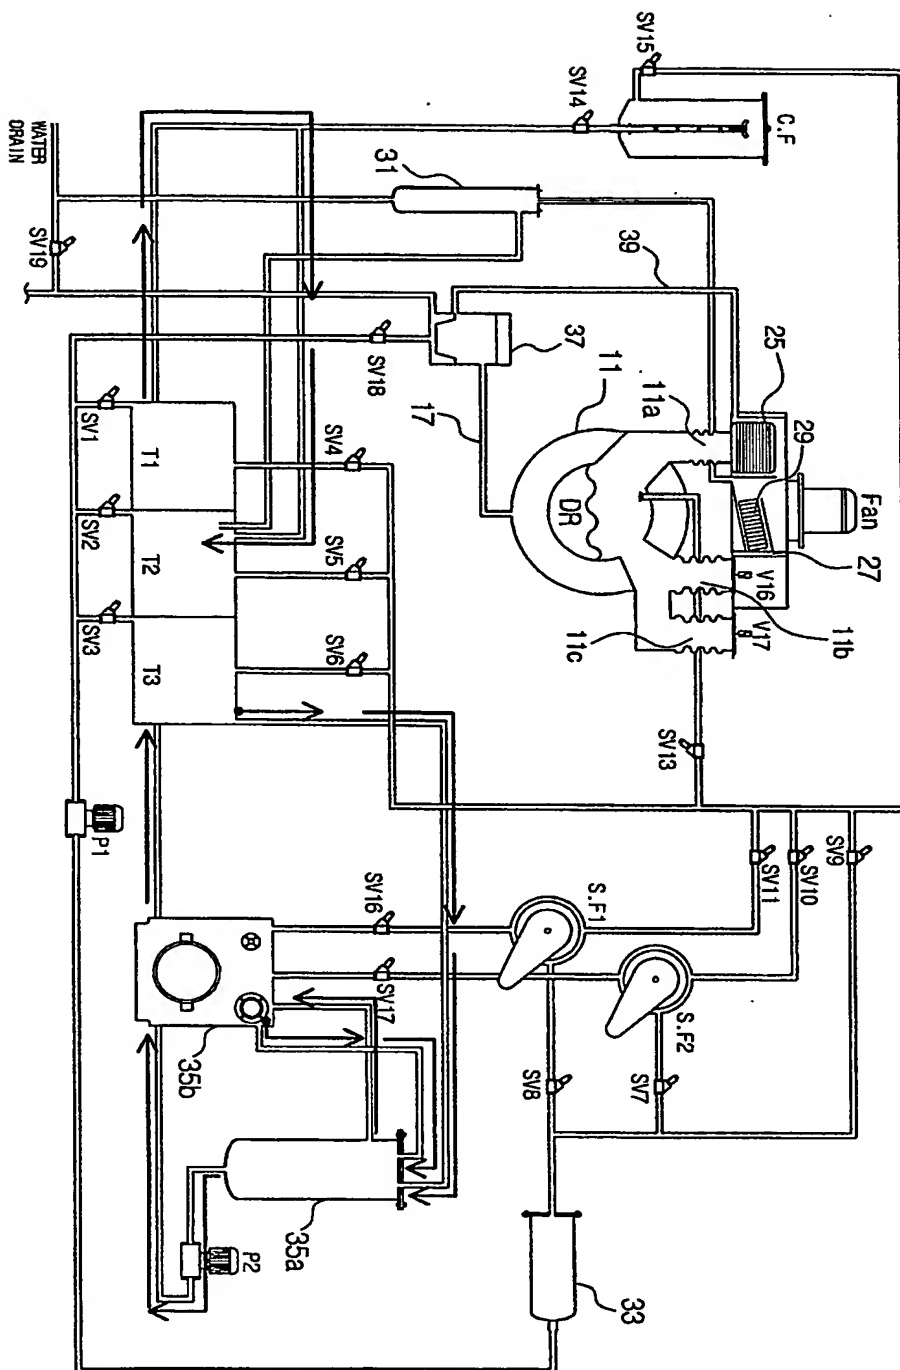 SV15
SV14
C.F
31
WATER
DRAIN
SV19
39
SV18
37
25
11
11a
29
Fan
17
DR
27
V16
V17
11b
11c
SV1
T1
SV4
SV2
T2
SV5
SV3
T3
SV6
SV13
P1
SV16
S.F1
SV11
SV10
SV9
SV17
S.F2
35b
SV8
SV7
35a
P2
33